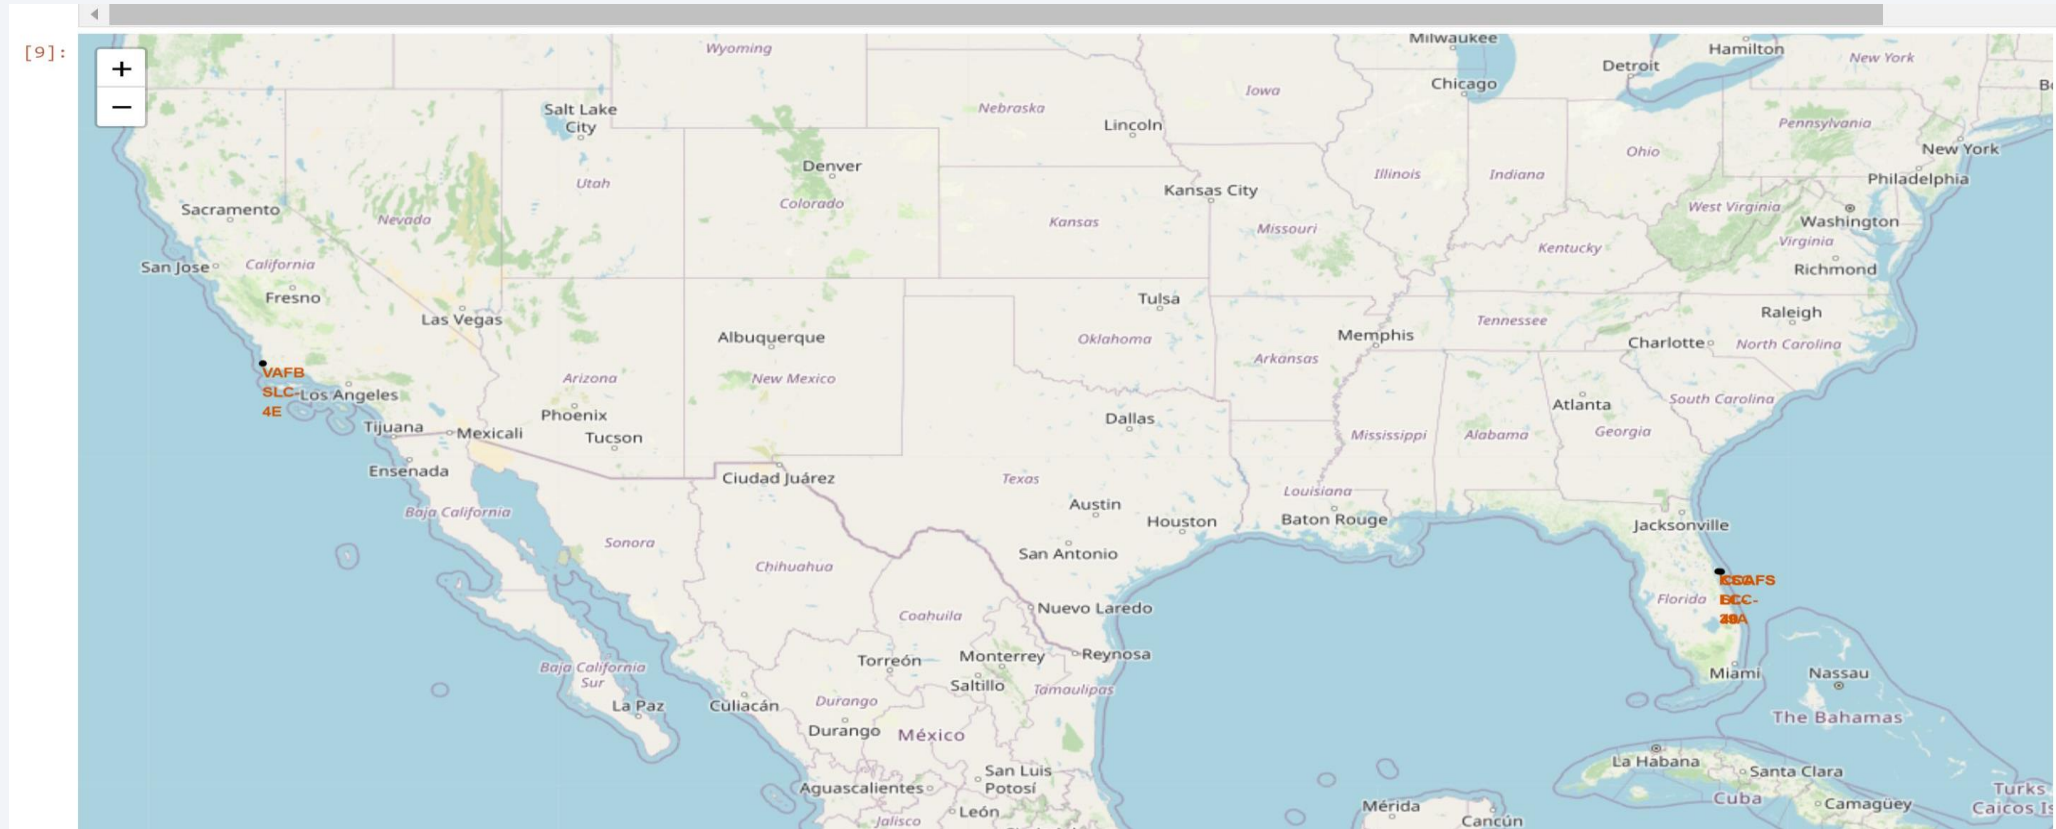 [9]:
+
−
Wyoming
Milwaukee
Hamilton
New York
Detroit
Chicago
Iowa
Nebraska
Salt Lake
City
Lincoln
Pennsylvania
New York
Ohio
Denver
Kansas City
Illinois
Indiana
Philadelphia
Utah
Colorado
Sacramento
Nevada
Kansas
Missouri
West Virginia
Washington
Virginia
Kentucky
San Jose
California
Richmond
Fresno
Las Vegas
Tulsa
Raleigh
Tennessee
Albuquerque
Oklahoma
Memphis
Charlotte
North Carolina
Arkansas
VAFB
SLC-
4E
Los Angeles
Arizona
New Mexico
Phoenix
Dallas
Atlanta
South Carolina
Tijuana
Mexicali
Tucson
Mississippi
Alabama
Georgia
Ensenada
Ciudad Juárez
Texas
Louisiana
Baja California
Austin
Houston
Baton Rouge
Jacksonville
Sonora
San Antonio
Chihuahua
Florida
Coahuila
Nuevo Laredo
Baja California
Sur
Torreón
Monterrey
Reynosa
Saltillo
Tamaulipas
Miami
Nassau
La Paz
Culiacán
Durango
Durango
México
The Bahamas
San Luis
Potosí
La Habana
Santa Clara
Aguascalientes
Turks
Cuba
Camagüey
Caicos
León
Mérida
Jalisco
Cancún